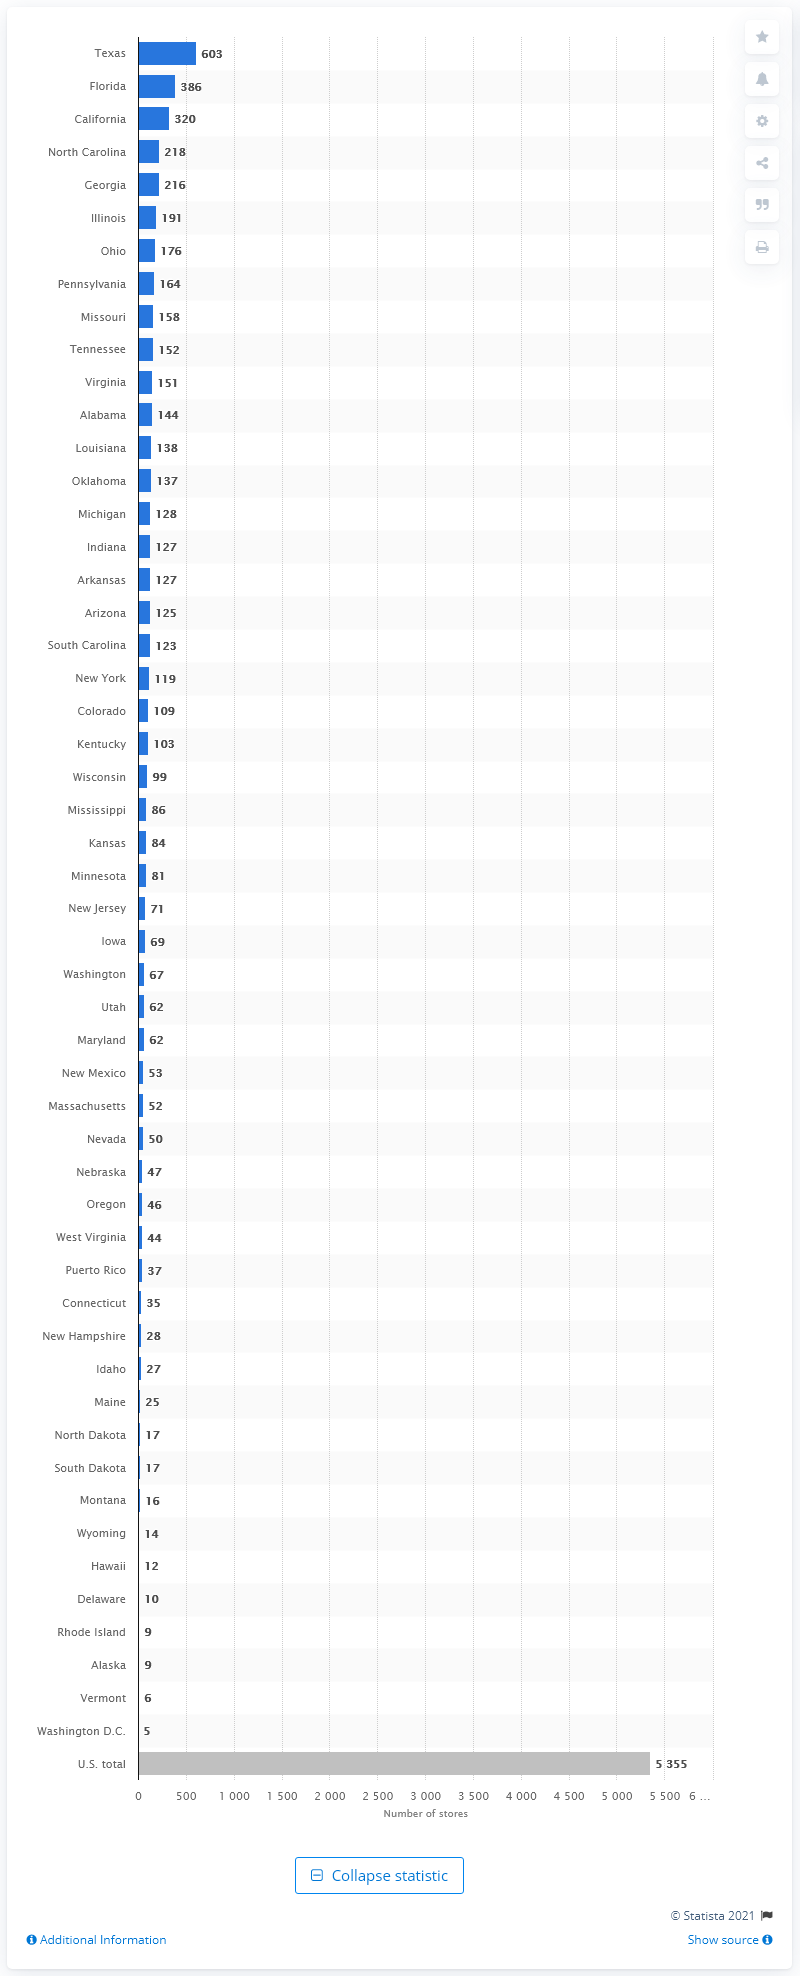 Texas 603
Florida 386
California 320
North Carolina 218
Georgia 216
Illinois 191
Ohio 176
Pennsylvania 164
Missouri 158
Tennessee 152
Virginia 151
Alabama 144
Louisiana 138
Oklahoma 137
Michigan 128
Indiana 127
Arkansas 127
Arizona 125
South Carolina 123
New York 119
Colorado 109
Kentucky 103
Wisconsin 99
Mississippi 86
Kansas 84
Minnesota 81
New Jersey 71
Iowa 69
Washington 67
Utah 62
Maryland 62
New Mexico 53
Massachusetts 52
Nevada 50
Nebraska 47
Oregon 46
West Virginia 44
Puerto Rico 37
Connecticut 35
New Hampshire 28
Idaho 27
Maine 25
North Dakota 17
South Dakota 17
Montana 16
Wyoming 14
Hawaii 12
Delaware 10
Rhode Island 9
Alaska 9
Vermont 6
Washington D.C. 5
U.S. total 5 355
0 500 1 000 1 500 2 000 2 500 3 000 3 500 4 000 4 500 5 000 5 500 6 ...
Number of stores
Collapse statistic
© Statista 2021
Additional Information Show source